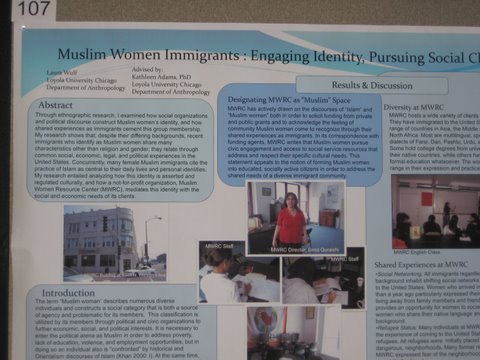 107
Muslim Women Immigrants : Engaging Identity, Pursuing Social
Laura Wulf
Loyola University Chicago
Department of Anthropology
Advised by:
Kathleen Adams, PhD
Loyola University Chicago
Department of Anthropology
Abstract
Through ethnographic research, I examined how social organizations
and political discourse construct Muslim women's identity, and how
shared experiences as immigrants cement this group membership.
My research shows that, despite their differing backgrounds, recent
immigrants who identify as Muslim women share many
characteristics other than religion and gender; they relate through
common social, economic, legal, and political experiences in the
United States. Concurrently, many female Muslim immigrants cite the
practice of Islam as central to their daily lives and personal identities.
My research entailed analyzing how this identity is asserted and
regulated culturally, and how a not-for-profit organization, Muslim
Women Resource Center (MWRC), mediates this identity with the
social and economic needs of its clients.
MWRC Building at
Introduction
The term "Muslim woman" describes numerous diverse
individuals and constructs a social category that is both a source
of agency and problematic for its members. This classification is
utilized by its members through political and civic organizations to
further economic, social, and political interests. It is necessary to
enter the political arena as Muslim in order to address poverty,
lack of education, violence, and employment opportunities, but in
doing so an individual also is "confronted" by historical and
Orientalism discourses of Islam (Khan 2000: i). At the same time,
Results & Discussion
Designating MWRC as "Muslim" Space
MWRC has actively drawn on the discourses of "Islam" and
"Muslim women" both in order to solicit funding from private
and public grants and to acknowledge the feeling of
community Muslim women come to recognize through their
shared experiences as immigrants. In its correspondence with
funding agents, MWRC writes that Muslim women pursue
civic engagement and access to social service resources that
address and respect their specific cultural needs. This
statement appeals to the notion of forming Muslim women
into educated, socially active citizens in order to address the
shared needs of a diverse immigrant community.
MWRC Staff
MWRC Director, Sima Quraishi
MWRC Staff
Diversity at MWRC
MWRC hosts a wide variety of clients
They have immigrated to the United St
range of countries in Asia, the Middle
North Africa. Most are multilingual, spe
dialects of Farsi, Dari, Pashto, Urdu,
Some hold college degrees from univer
their native countries, while others ha
formal education whatsoever. The wo
range in their expression and practice
MWRC English Class
Shared Experiences at MWRC
•Social Networking: All immigrants regardle
background inhabit shifting social networks
to the United States. Women who arrived in
than a year ago particularly expressed
living away from family members and friend
provides an opportunity for women to soci
women who share their native language an
background.
•Refugee Status: Many individuals at MWR
the experience of coming to the United Stat
refugees. All refugees were initially placed
dangerous, neighborhoods. Many former re
MWRC expressed fear of the neighborhood